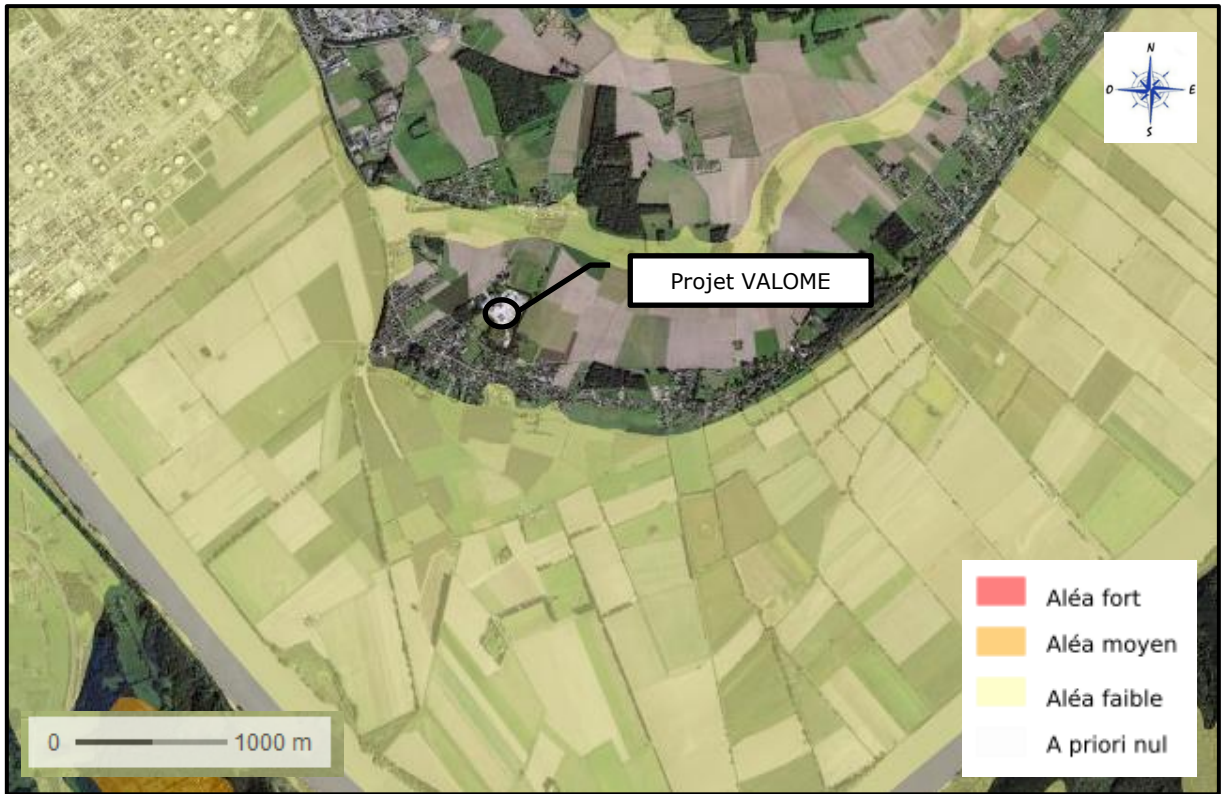 N
O E
S
Projet VALOME
Aléa fort
Aléa moyen
Aléa faible
A priori nul
0 1000 m